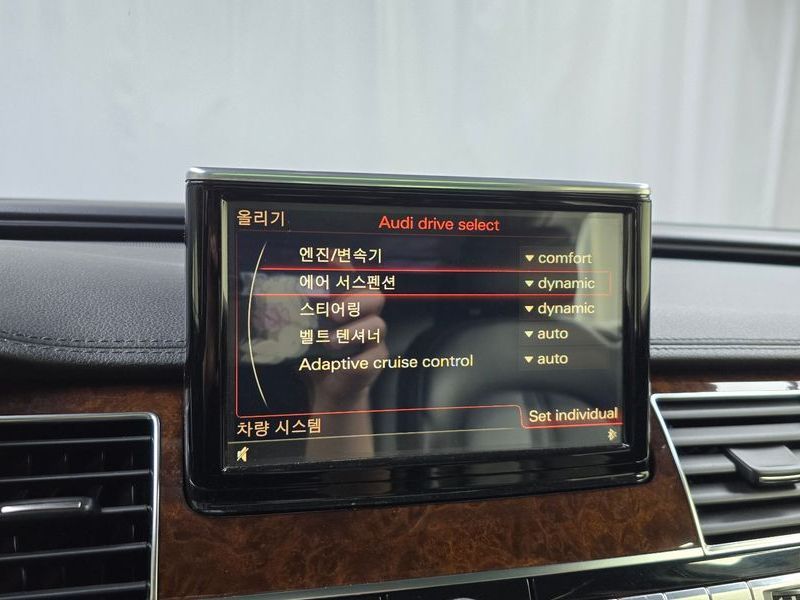 올리기
Audi drive select
엔진/변속기 ▼ comfort
에어 서스펜션 ▼ dynamic
스티어링 ▼ dynamic
벨트 텐셔너 ▼ auto
Adaptive cruise control ▼ auto
Set individual
차량 시스템